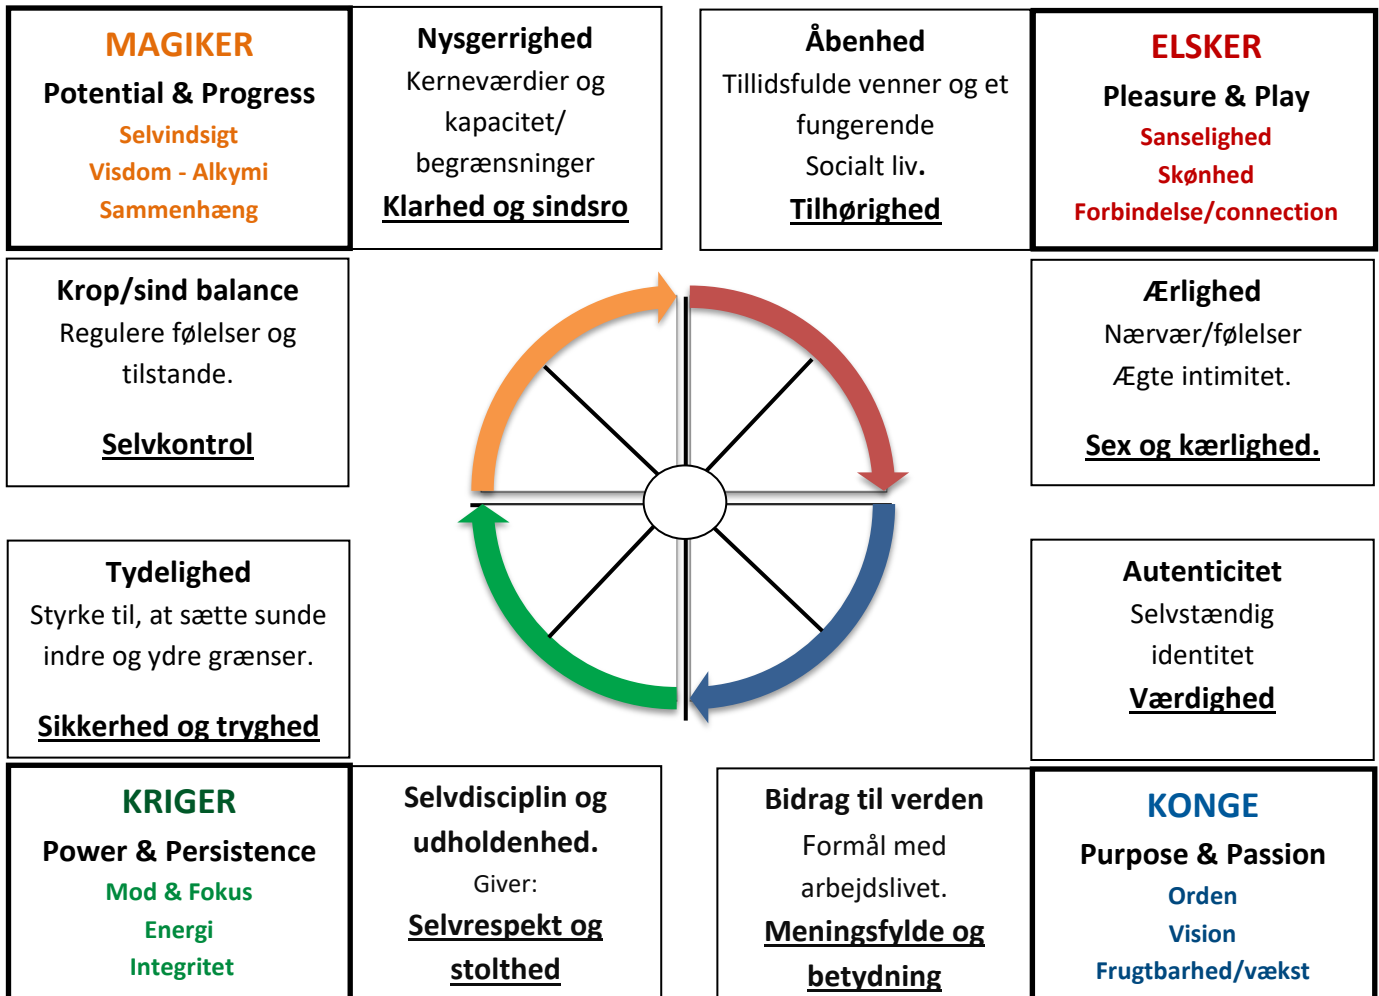 MAGIKER
Potential & Progress
Selvindsigt
Visdom - Alkymi
Sammenhæng
Nysgerrighed
Kerneværdier og
kapacitet/
begrænsninger
Klarhed og sindsro
Åbenhed
Tillidsfulde venner og et
fungerende
Socialt liv.
Tilhørighed
ELSKER
Pleasure & Play
Sanselighed
Skønhed
Forbindelse/connection
Krop/sind balance
Regulere følelser og
tilstande.
Selvkontrol
Ærlighed
Nærvær/følelser
Ægte intimitet.
Sex og kærlighed.
Tydelighed
Styrke til, at sætte sunde
indre og ydre grænser.
Sikkerhed og tryghed
Autenticitet
Selvstændig
identitet
Værdighed
KRIGER
Power & Persistence
Mod & Fokus
Energi
Integritet
Selvdisciplin og
udholdenhed.
Giver:
Selvrespekt og
stolthed
Bidrag til verden
Formål med
arbejdslivet.
Meningsfylde og
betydning
KONGE
Purpose & Passion
Orden
Vision
Frugtbarhed/vækst